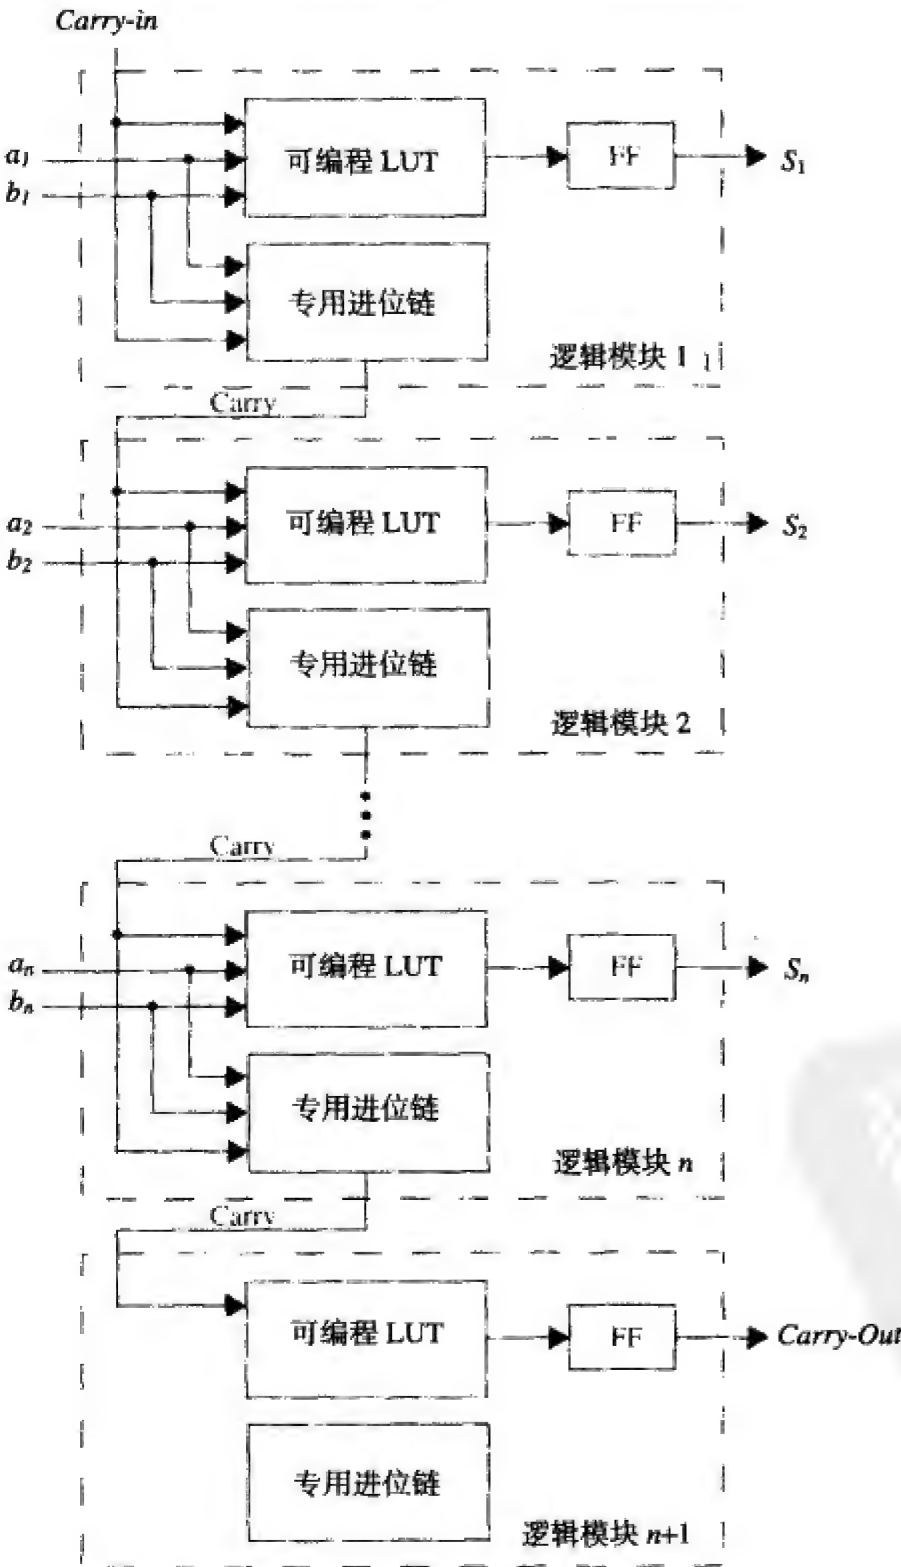 Carry-in
a1
b1
可编程 LUT
FF
S1
专用进位链
逻辑模块 1
Carry
a2
b2
可编程 LUT
FF
S2
专用进位链
逻辑模块 2
Carry
an
bn
可编程 LUT
FF
Sn
专用进位链
逻辑模块 n
Carry
可编程 LUT
FF
Carry-Out
专用进位链
逻辑模块 n+1